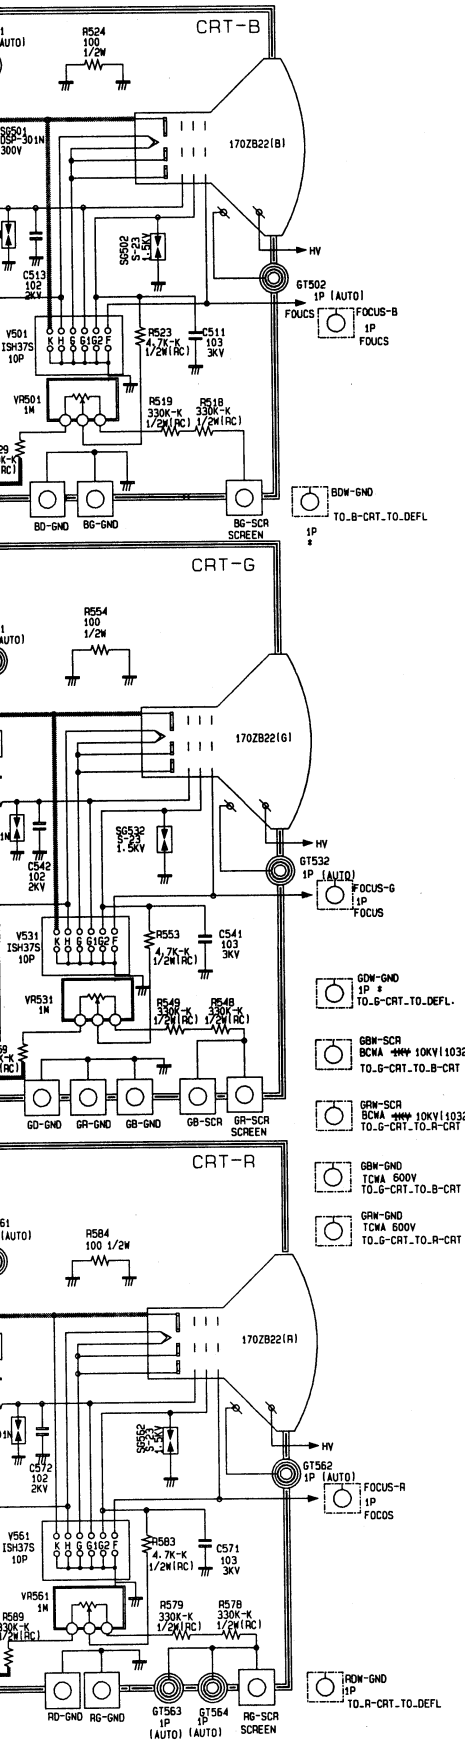 CRT-B
R524
100
1/2W
AUTO)
SG501
DSP-301N
300V
170ZB22(B)
C513
102
2KV
SG502
S-23
1.5KV
HV
GT502
1P (AUTO)
FOUCS
FOCUS-B
1P
FOUCS
V501
ISH37S
10P
K H G G1 G2 F
R523
4.7K-K
1/2W(RC)
C511
103
3KV
VR501
1M
R519
330K-K
1/2W(RC)
R518
330K-K
1/2W(RC)
BD-GND
BG-GND
BG-SCR
SCREEN
BDW-GND
TO_B-CRT_TO_DEFL
1P
*
CRT-G
R554
100
1/2W
AUTO)
170ZB22(G)
1N
C542
102
2KV
SG532
S-23
1.5KV
HV
GT532
1P (AUTO)
FOCUS-G
1P
FOCUS
V531
ISH37S
10P
K H G G1 G2 F
R553
4.7K-K
1/2W(RC)
C541
103
3KV
VR531
1M
R549
330K-K
1/2W(RC)
R548
330K-K
1/2W(RC)
GD-GND
GR-GND
GB-GND
GB-SCR
GR-SCR
SCREEN
GDW-GND
1P *
TO_G-CRT_TO_DEFL.
GBW-SCR
BCWA 10KV(1032
TO_G-CRT_TO_B-CRT
GRW-SCR
BCWA 10KV(1032
TO_G-CRT_TO_R-CRT
GBW-GND
TCWA 600V
TO_G-CRT_TO_B-CRT
GRW-GND
TCWA 600V
TO_G-CRT_TO_R-CRT
CRT-R
61
(AUTO)
R584
100 1/2W
170ZB22(R)
1N
C572
102
2KV
SG562
S-23
1.5KV
HV
GT562
1P (AUTO)
FOCUS-R
1P
FOCOS
V561
ISH37S
10P
K H G G1 G2 F
R583
4.7K-K
1/2W(RC)
C571
103
3KV
VR561
1M
R589
330K-K
1/2W(RC)
R579
330K-K
1/2W(RC)
R578
330K-K
1/2W(RC)
RD-GND
RG-GND
GT563
1P
(AUTO)
GT564
1P
(AUTO)
RG-SCR
SCREEN
RDW-GND
1P
TO_R-CRT_TO_DEFL